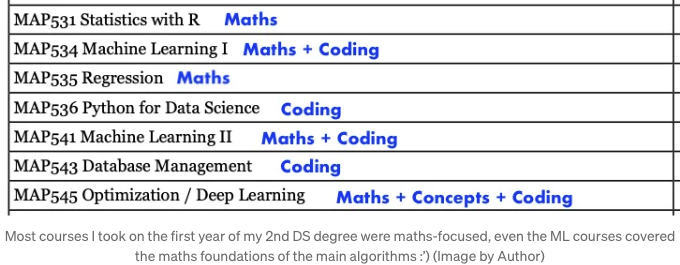 MAP531 Statistics with R Maths
MAP534 Machine Learning I Maths + Coding
MAP535 Regression Maths
MAP536 Python for Data Science Coding
MAP541 Machine Learning II Maths + Coding
MAP543 Database Management Coding
MAP545 Optimization / Deep Learning Maths + Concepts + Coding
Most courses I took on the first year of my 2nd DS degree were maths-focused, even the ML courses covered
the maths foundations of the main algorithms :') (Image by Author)